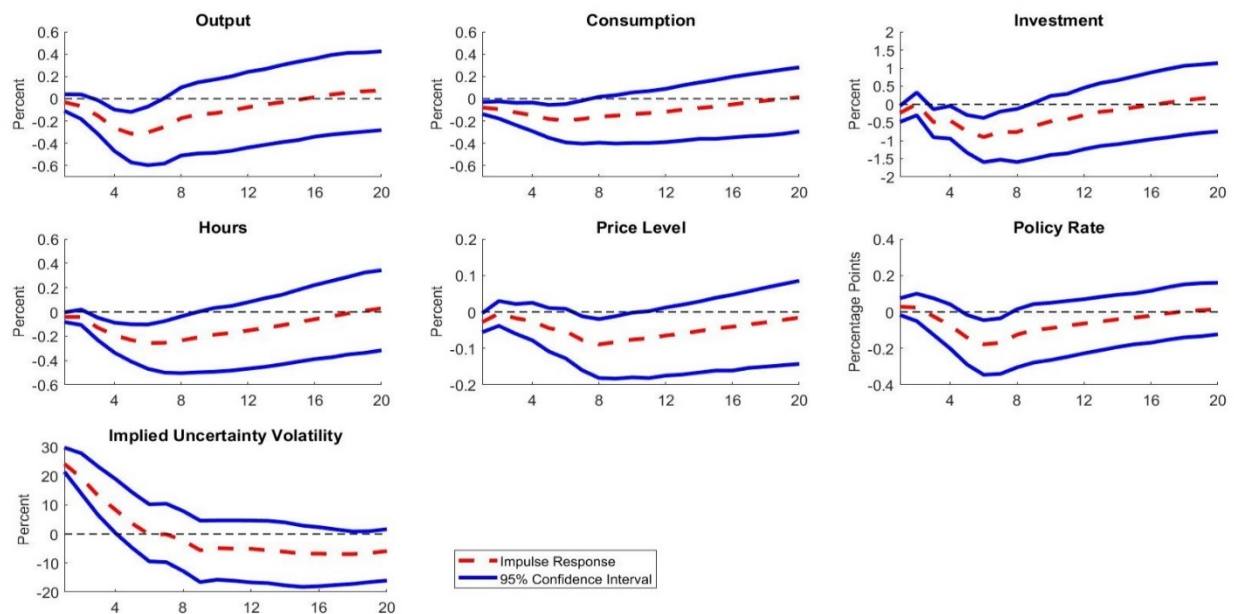 Output
Percent
0.6
0.4
0.2
0
-0.2
-0.4
-0.6
4 8 12 16 20
Consumption
Percent
0.6
0.4
0.2
0
-0.2
-0.4
-0.6
4 8 12 16 20
Investment
Percent
2
1.5
1
0.5
0
-0.5
-1
-1.5
-2
4 8 12 16 20
Hours
Percent
0.6
0.4
0.2
0
-0.2
-0.4
-0.6
4 8 12 16 20
Price Level
Percent
0.2
0.1
0
-0.1
-0.2
4 8 12 16 20
Policy Rate
Percentage Points
0.4
0.2
0
-0.2
-0.4
4 8 12 16 20
Implied Uncertainty Volatility
Percent
30
20
10
0
-10
-20
4 8 12 16 20
Impulse Response
95% Confidence Interval